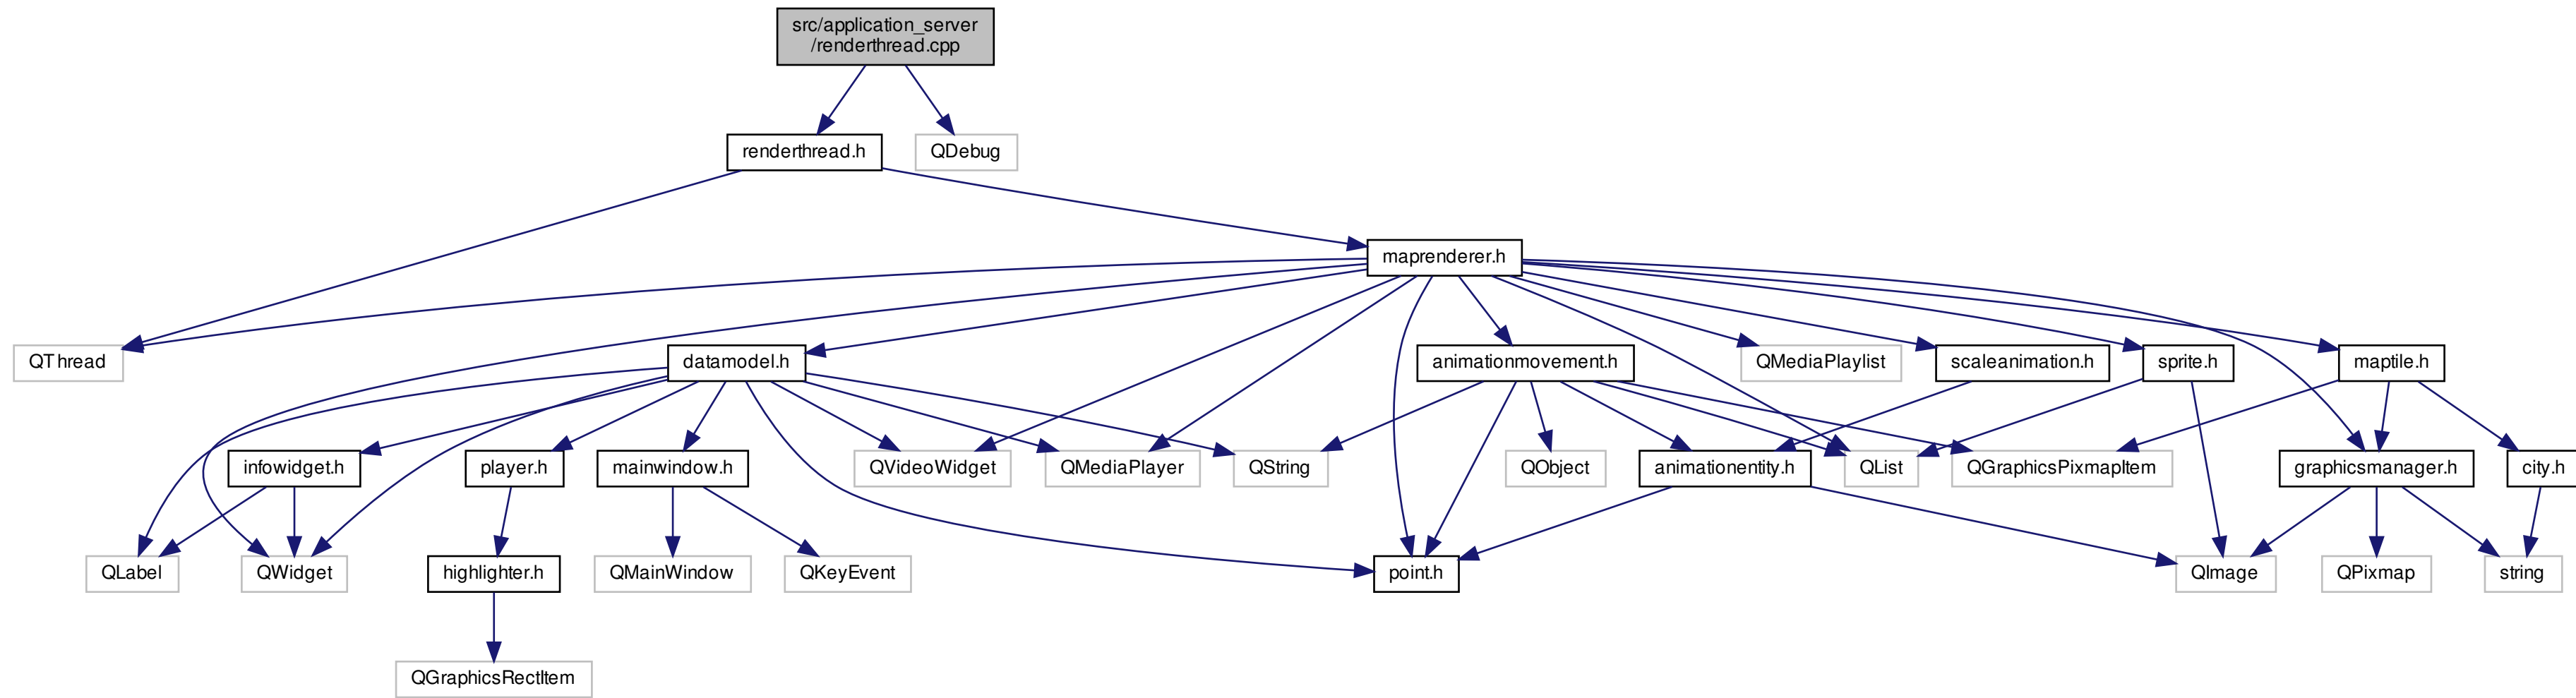 src/application_server
/renderthread.cpp
renderthread.h
QDebug
maprenderer.h
QThread
datamodel.h
animationmovement.h
QMediaPlaylist
scaleanimation.h
sprite.h
maptile.h
infowidget.h
player.h
mainwindow.h
QVideoWidget
QMediaPlayer
QString
QObject
animationentity.h
QList
QGraphicsPixmapItem
graphicsmanager.h
city.h
QLabel
QWidget
highlighter.h
QMainWindow
QKeyEvent
point.h
QImage
QPixmap
string
QGraphicsRectItem